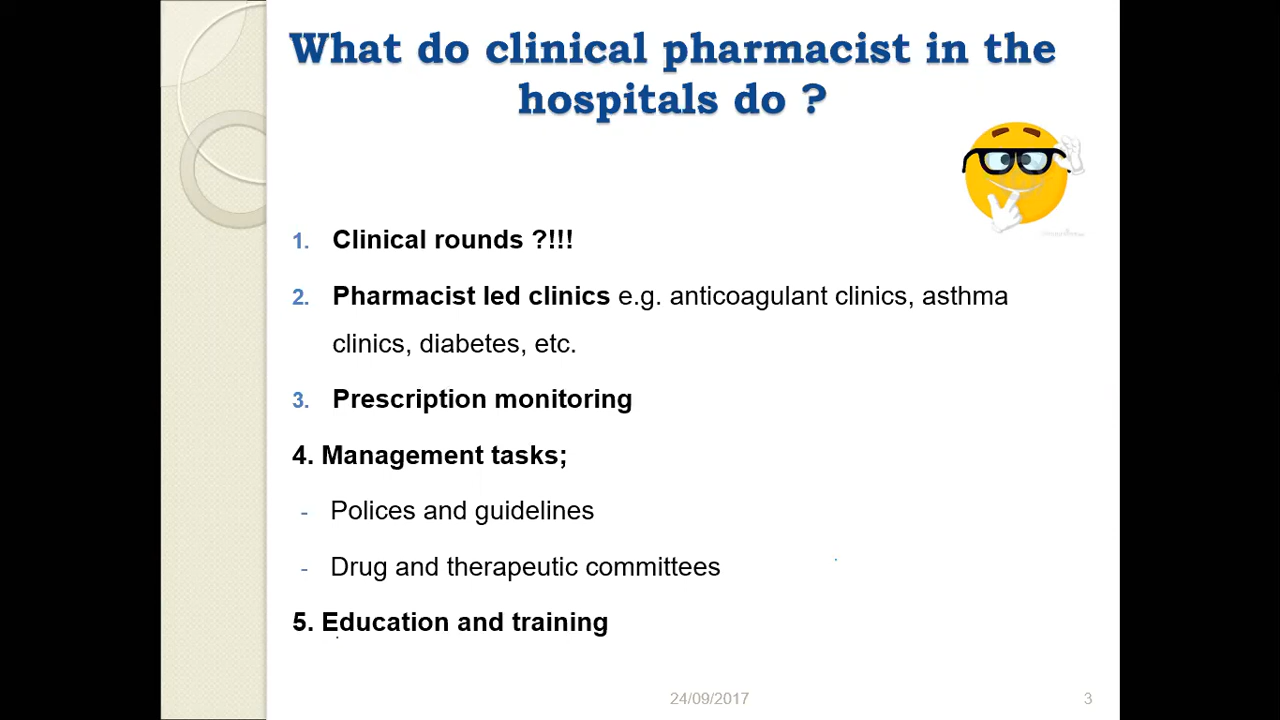 What do clinical pharmacist in the
hospitals do ?
1. Clinical rounds ?!!!
2. Pharmacist led clinics e.g. anticoagulant clinics, asthma
clinics, diabetes, etc.
3. Prescription monitoring
4. Management tasks;
- Polices and guidelines
- Drug and therapeutic committees
5. Education and training
24/09/2017
3